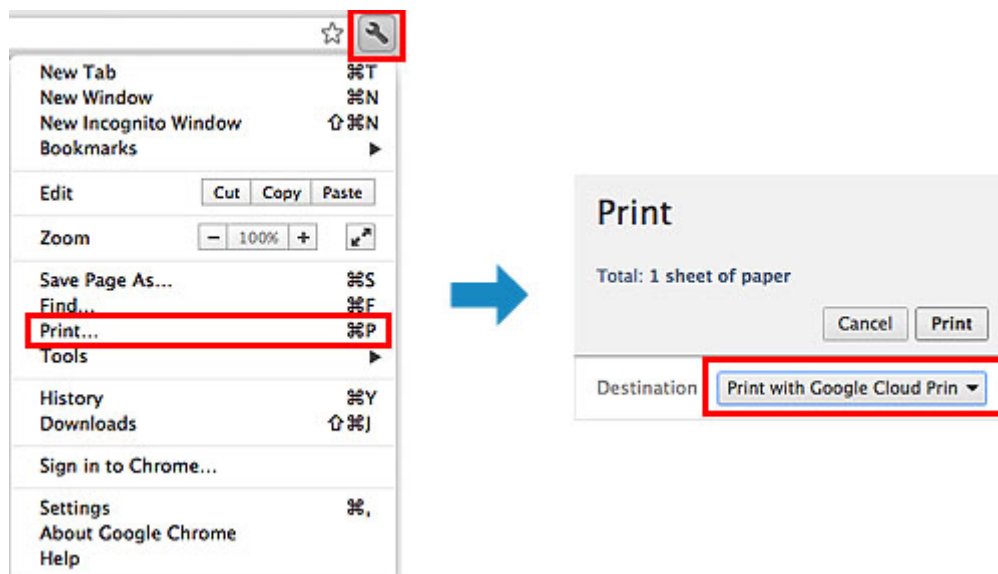 New Tab ⌘T
New Window ⌘N
New Incognito Window ⇧⌘N
Bookmarks ▶
Edit Cut Copy Paste
Zoom − 100% +
Save Page As... ⌘S
Find... ⌘F
Print... ⌘P
Tools ▶
History ⌘Y
Downloads ⇧⌘J
Sign in to Chrome...
Settings ⌘,
About Google Chrome
Help
Print
Total: 1 sheet of paper
Cancel Print
Destination Print with Google Cloud Prin